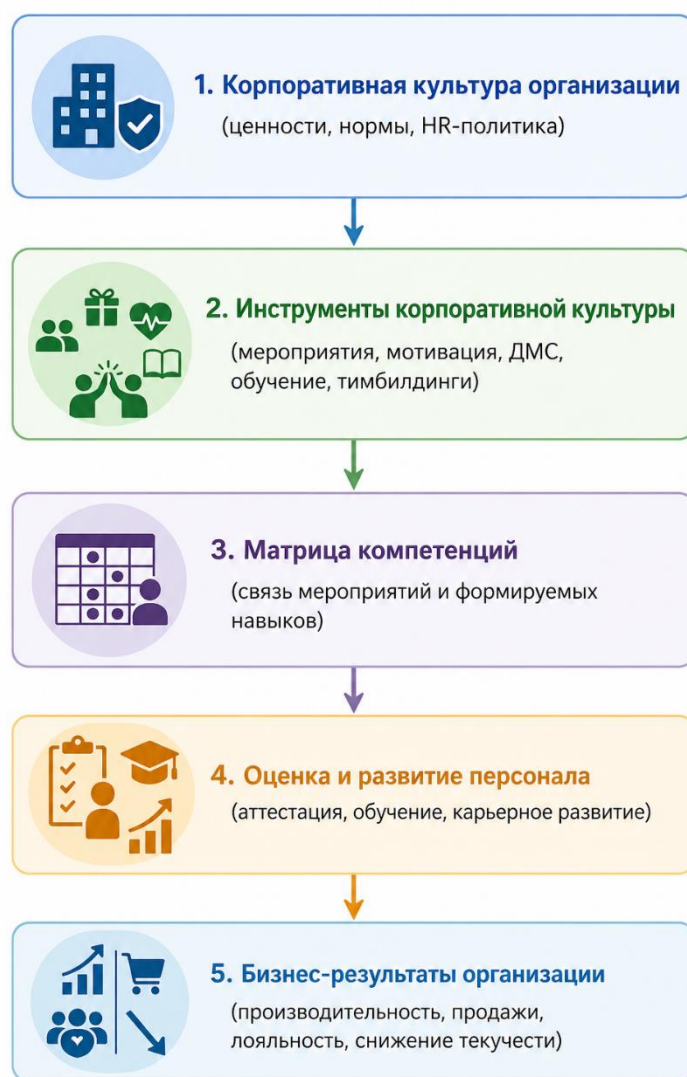 1. Корпоративная культура организации
(ценности, нормы, HR-политика)
2. Инструменты корпоративной культуры
(мероприятия, мотивация, ДМС,
обучение, тимбилдинги)
3. Матрица компетенций
(связь мероприятий и формируемых
навыков)
4. Оценка и развитие персонала
(аттестация, обучение, карьерное развитие)
5. Бизнес-результаты организации
(производительность, продажи,
лояльность, снижение текучести)